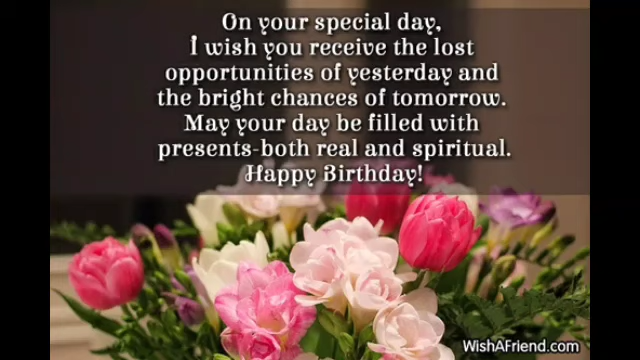 On your special day,
I wish you receive the lost
opportunities of yesterday and
the bright chances of tomorrow.
May your day be filled with
presents-both real and spiritual.
Happy Birthday!
WishAFriend.com